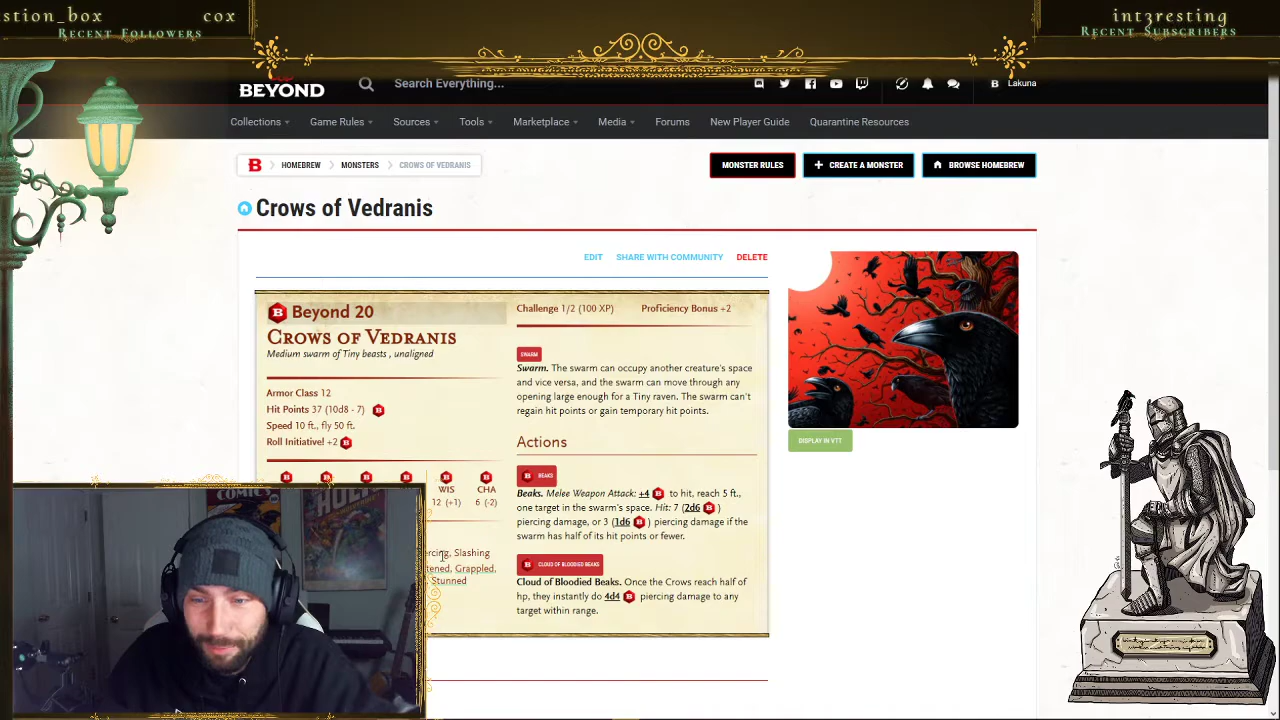 stion_box cox
Recent Followers
int3resting
Recent Subscribers
BEYOND
Search Everything...
B Lakuna
Collections
Game Rules
Sources
Tools
Marketplace
Media
Forums
New Player Guide
Quarantine Resources
HOMEBREW
MONSTERS
CROWS OF VEDRANIS
MONSTER RULES
CREATE A MONSTER
BROWSE HOMEBREW
Crows of Vedranis
EDIT
SHARE WITH COMMUNITY
DELETE
Beyond 20
Crows of Vedranis
Medium swarm of Tiny beasts , unaligned
Armor Class 12
Hit Points 37 (10d8 - 7)
Speed 10 ft., fly 50 ft.
Roll Initiative! +2
WIS CHA
12 (+1) 6 (-2)
ercing, Slashing
tened, Grappled,
Stunned
Challenge 1/2 (100 XP) Proficiency Bonus +2
SWARM
Swarm. The swarm can occupy another creature's space
and vice versa, and the swarm can move through any
opening large enough for a Tiny raven. The swarm can't
regain hit points or gain temporary hit points.
Actions
BEAKS
Beaks. Melee Weapon Attack: +4 to hit, reach 5 ft.,
one target in the swarm's space. Hit: 7 (2d6 )
piercing damage, or 3 (1d6 ) piercing damage if the
swarm has half of its hit points or fewer.
CLOUD OF BLOODIED BEAKS
Cloud of Bloodied Beaks. Once the Crows reach half of
hp, they instantly do 4d4 piercing damage to any
target within range.
DISPLAY IN VTT
COMICS